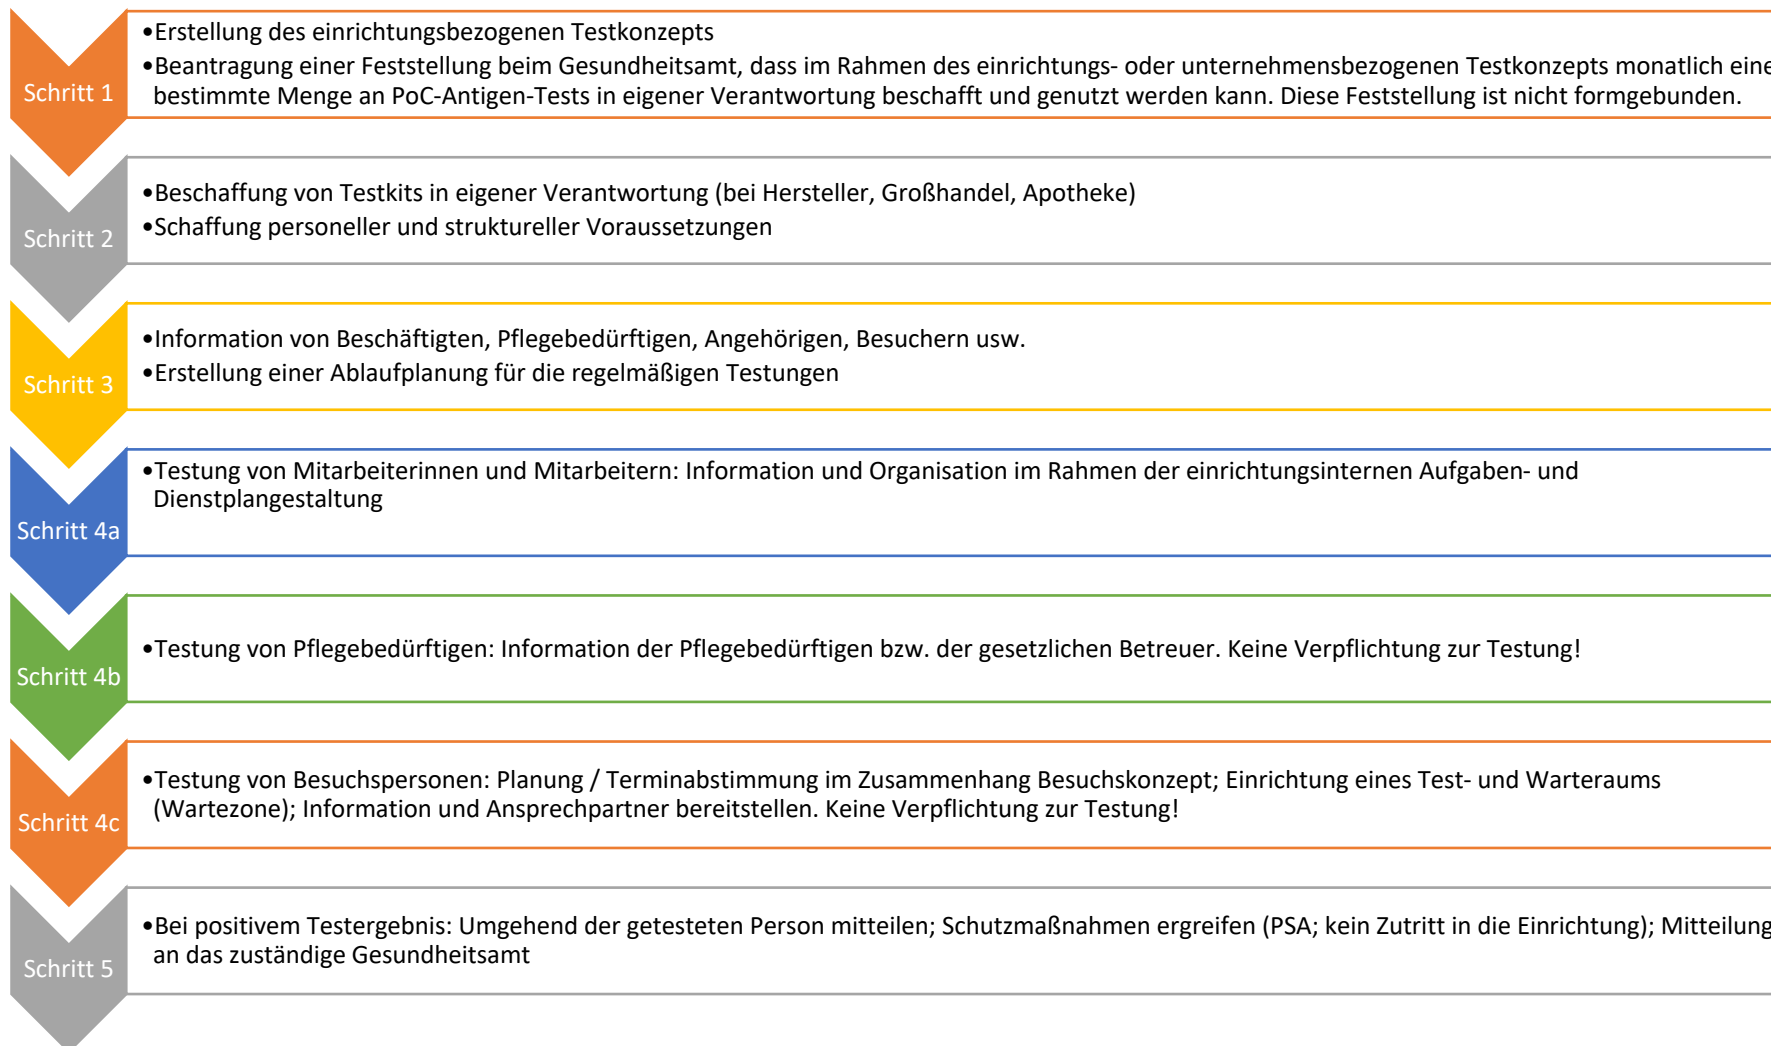 Schritt 1
•Erstellung des einrichtungsbezogenen Testkonzepts
•Beantragung einer Feststellung beim Gesundheitsamt, dass im Rahmen des einrichtungs- oder unternehmensbezogenen Testkonzepts monatlich eine
bestimmte Menge an PoC-Antigen-Tests in eigener Verantwortung beschafft und genutzt werden kann. Diese Feststellung ist nicht formgebunden.
Schritt 2
•Beschaffung von Testkits in eigener Verantwortung (bei Hersteller, Großhandel, Apotheke)
•Schaffung personeller und struktureller Voraussetzungen
Schritt 3
•Information von Beschäftigten, Pflegebedürftigen, Angehörigen, Besuchern usw.
•Erstellung einer Ablaufplanung für die regelmäßigen Testungen
Schritt 4a
•Testung von Mitarbeiterinnen und Mitarbeitern: Information und Organisation im Rahmen der einrichtungsinternen Aufgaben- und
Dienstplangestaltung
Schritt 4b
•Testung von Pflegebedürftigen: Information der Pflegebedürftigen bzw. der gesetzlichen Betreuer. Keine Verpflichtung zur Testung!
Schritt 4c
•Testung von Besuchspersonen: Planung / Terminabstimmung im Zusammenhang Besuchskonzept; Einrichtung eines Test- und Warteraums
(Wartezone); Information und Ansprechpartner bereitstellen. Keine Verpflichtung zur Testung!
Schritt 5
•Bei positivem Testergebnis: Umgehend der getesteten Person mitteilen; Schutzmaßnahmen ergreifen (PSA; kein Zutritt in die Einrichtung); Mitteilung
an das zuständige Gesundheitsamt